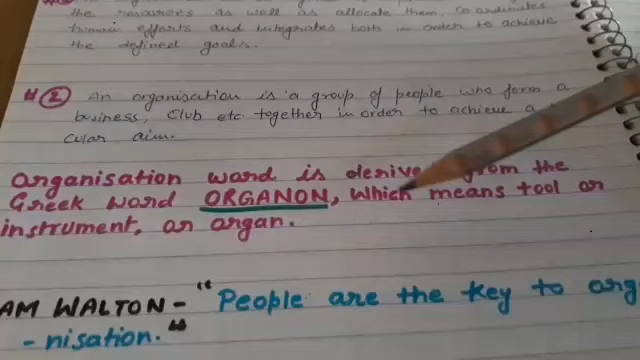 the resources as well as allocate them, co ordinates
human efforts and integrates both in order to achieve
the defined goals.
#② An organisation is a group of people who form a
business, Club etc. together in order to achieve a
cular aim.
Organisation word is derived from the
Greek word ORGANON, Which means tool or
instrument, or an organ.
AM WALTON - "People are the key to orga
- nisation."